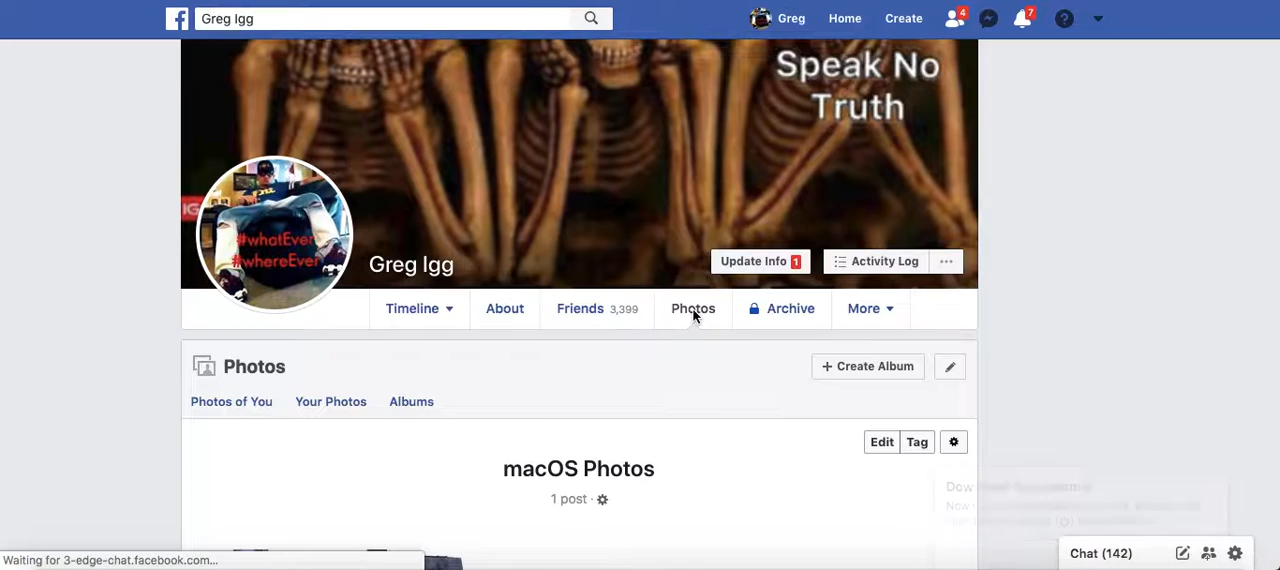 Greg Igg
Greg Home Create 4 7
Speak No
Truth
IG
#whatEver
#whereEver
Greg Igg
Update Info 1 Activity Log ...
Timeline About Friends 3,399 Photos Archive More
Photos
+ Create Album
Photos of You Your Photos Albums
Edit Tag
macOS Photos
1 post ·
Now
Waiting for 3-edge-chat.facebook.com...
Chat (142)